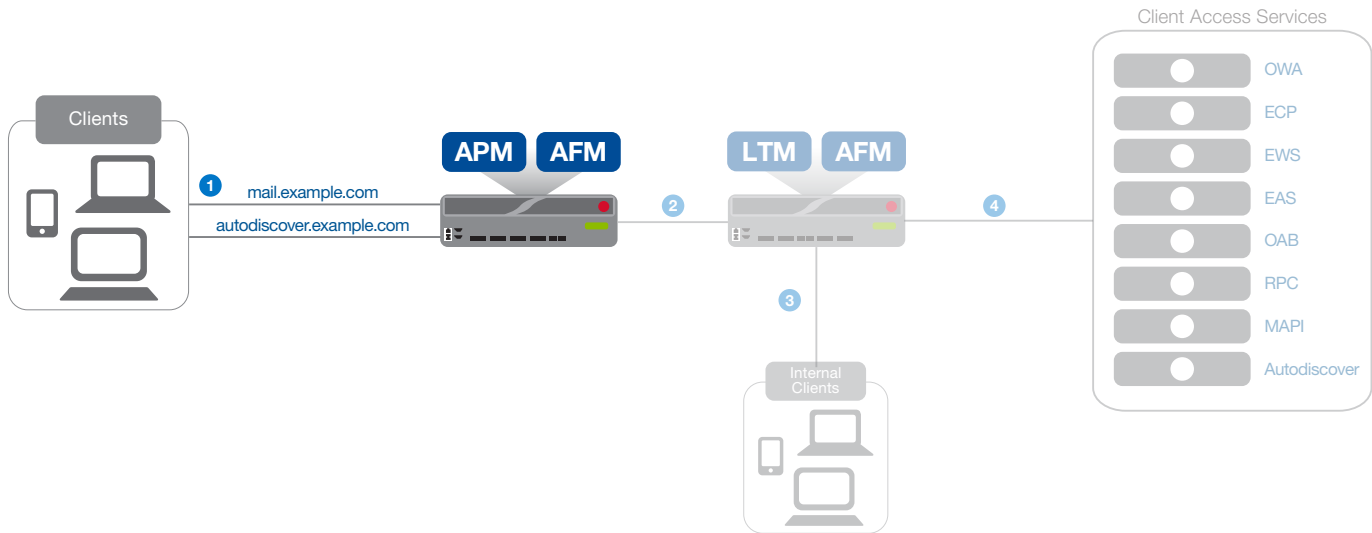 Client Access Services
Clients
1
mail.example.com
autodiscover.example.com
APM
AFM
2
LTM
AFM
3
Internal
Clients
4
OWA
ECP
EWS
EAS
OAB
RPC
MAPI
Autodiscover